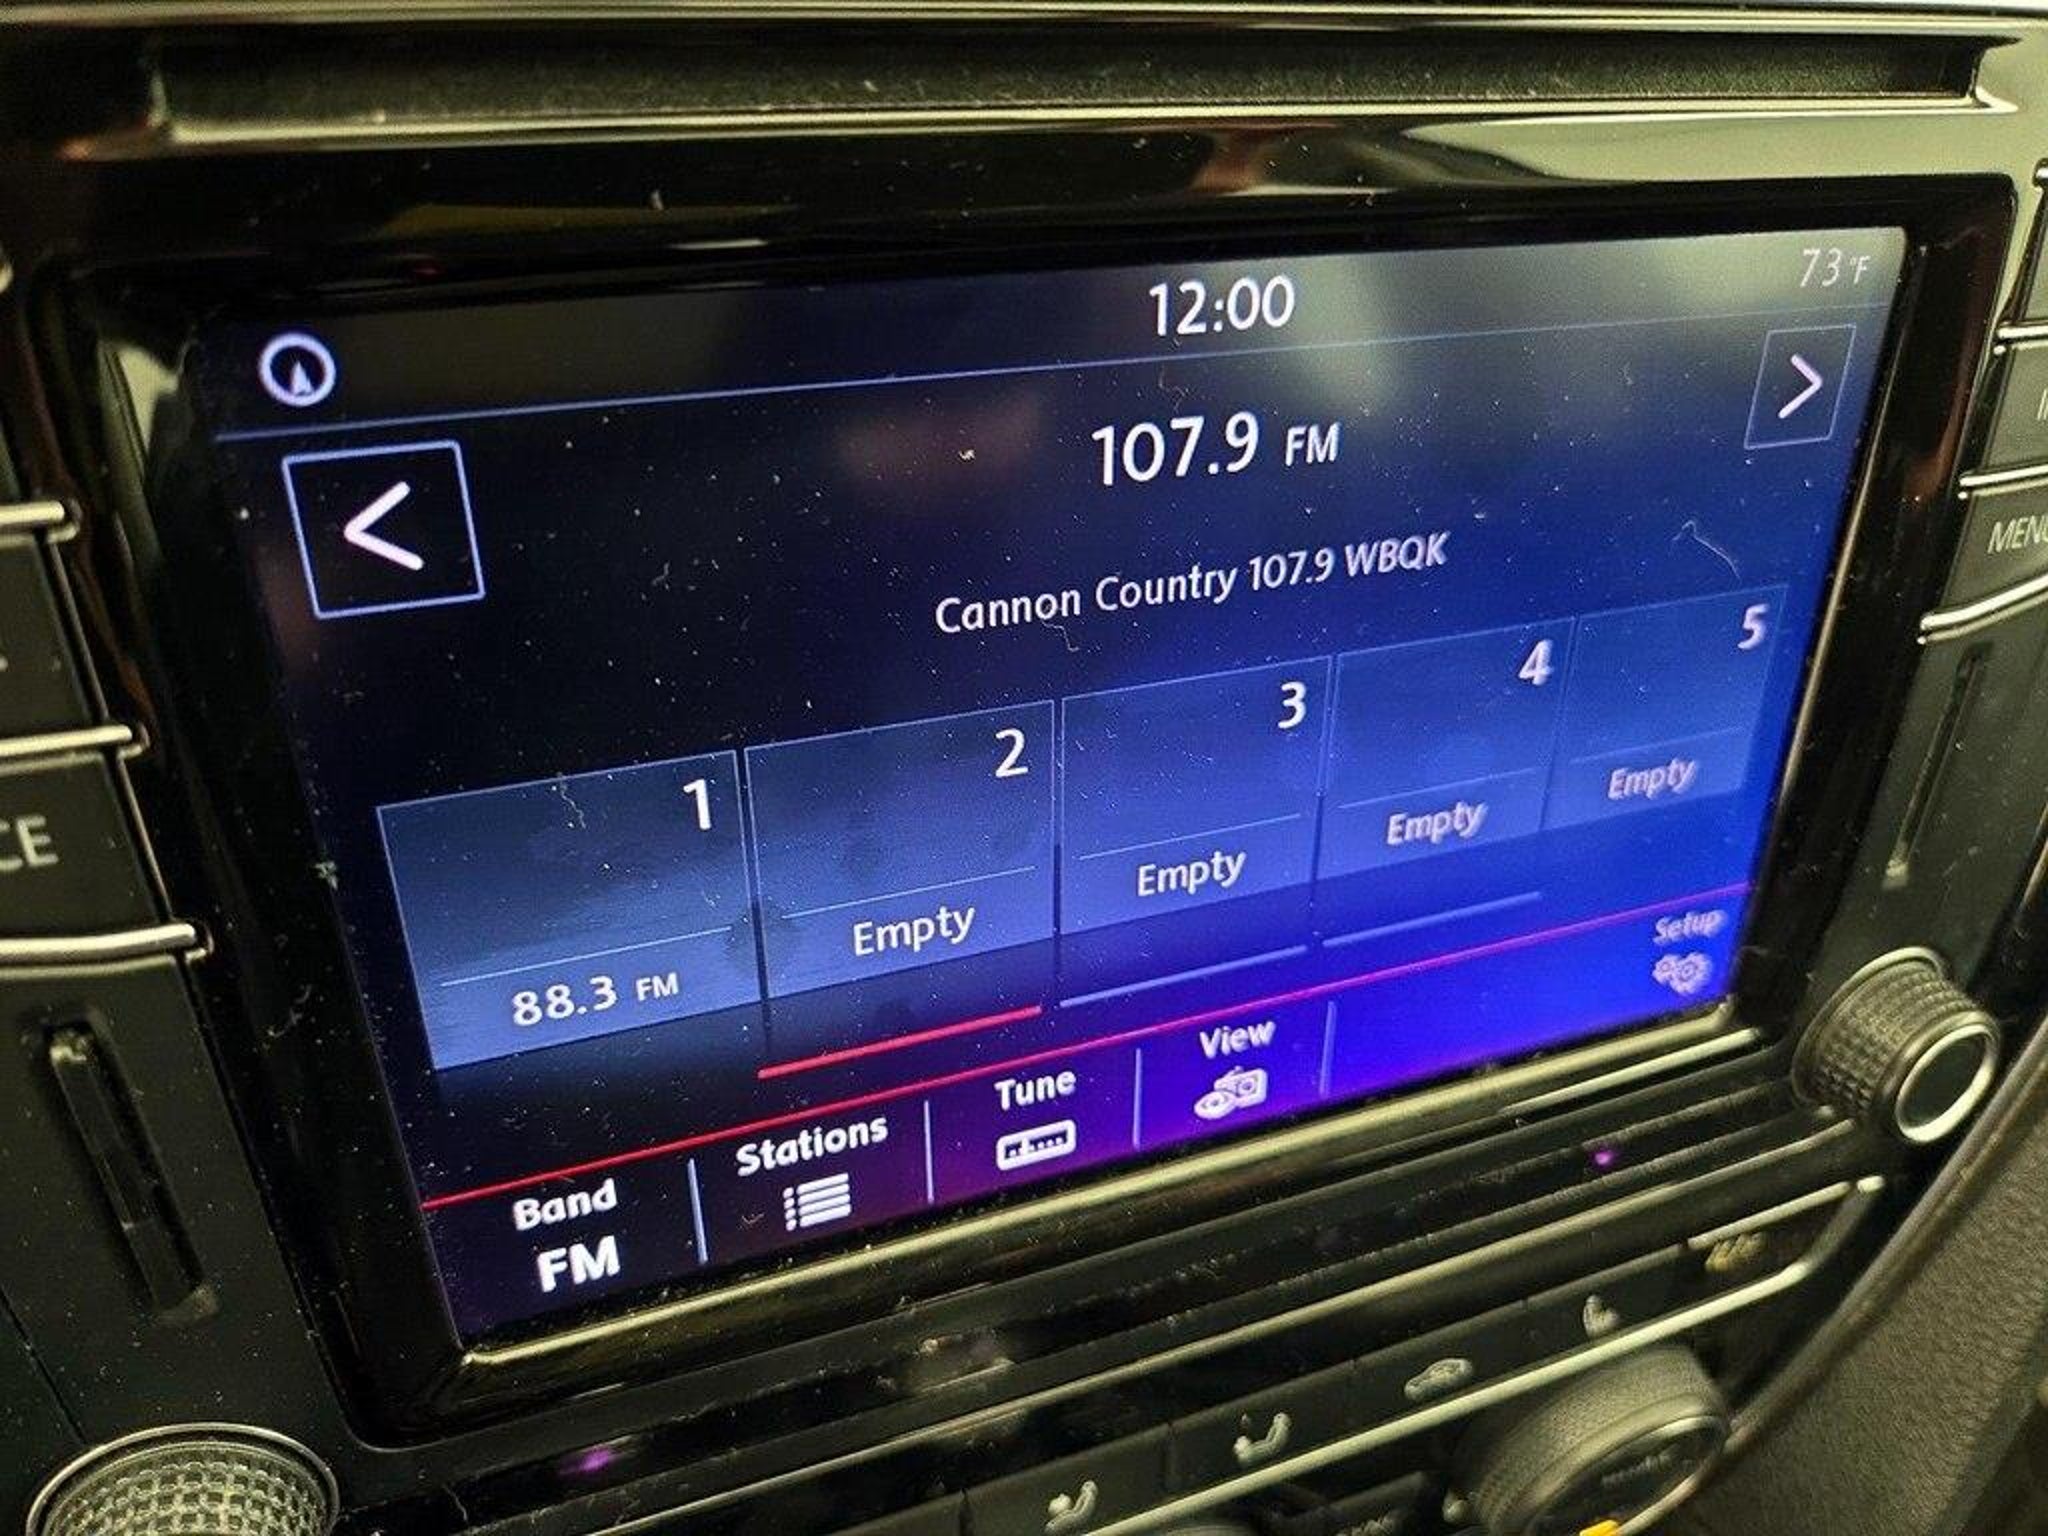 12:00
73°F
107.9 FM
Cannon Country 107.9 WBQK
1
88.3 FM
2
Empty
3
Empty
4
Empty
5
Empty
Band
FM
Stations
Tune
View
Setup
CE